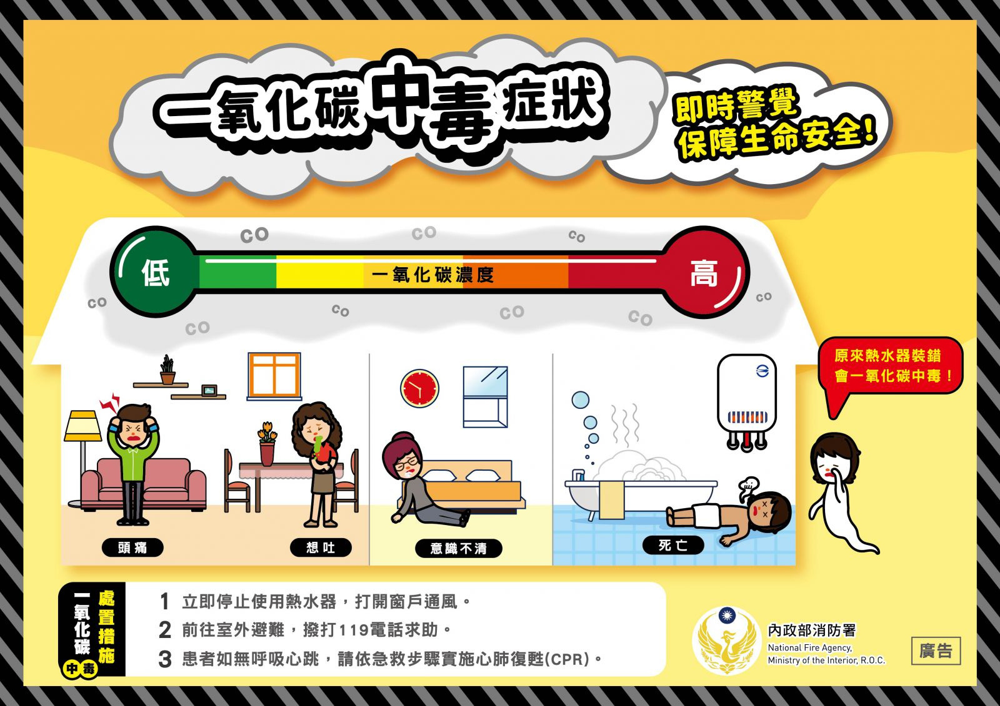 一氧化碳中毒症狀
即時警覺
保障生命安全!
CO
CO
CO
低
一氧化碳濃度
高
CO
CO
CO
CO
CO
CO
原來熱水器裝錯
會一氧化碳中毒!
頭痛
想吐
意識不清
死亡
一氧化碳中毒
處置措施
1 立即停止使用熱水器，打開窗戶通風。
2 前往室外避難，撥打119電話求助。
3 患者如無呼吸心跳，請依急救步驟實施心肺復甦(CPR)。
內政部消防署
National Fire Agency,
Ministry of the Interior, R.O.C.
廣告